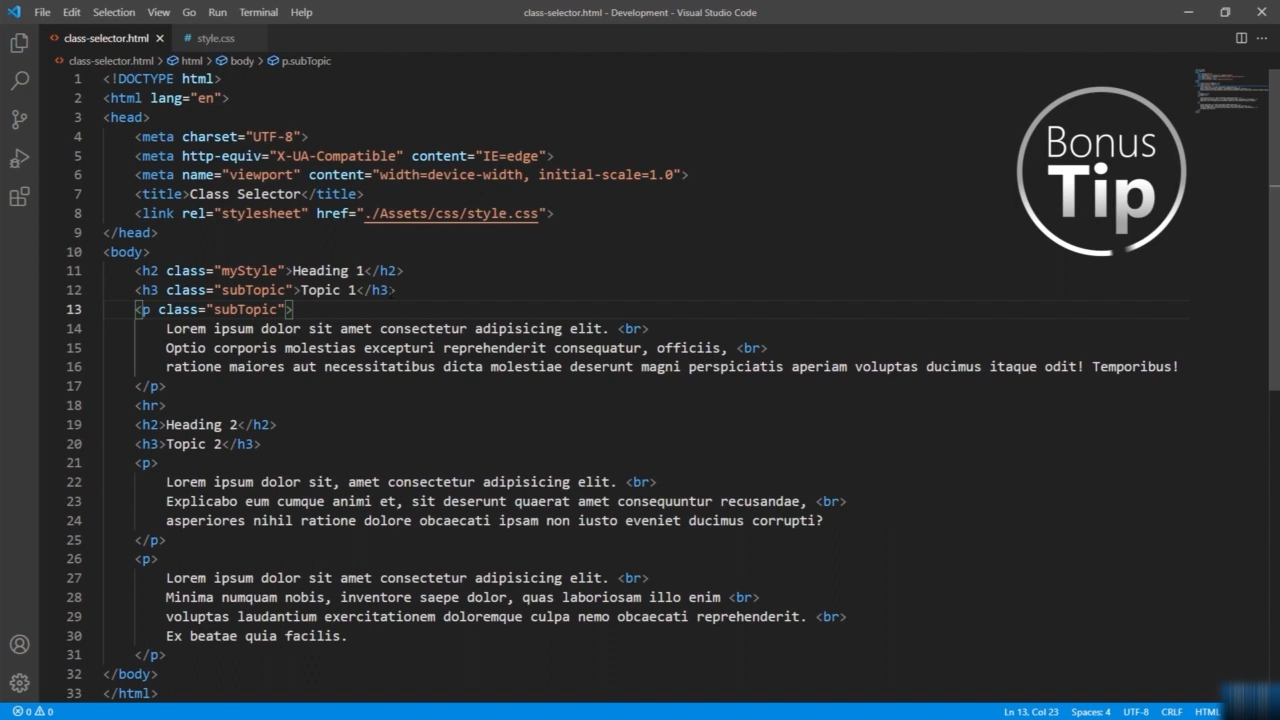 File Edit Selection View Go Run Terminal Help class-selector.html - Development - Visual Studio Code
class-selector.html style.css
class-selector.html > html > body > p.subTopic
1 <!DOCTYPE html>
2 <html lang="en">
3 <head>
4 <meta charset="UTF-8">
5 <meta http-equiv="X-UA-Compatible" content="IE=edge">
6 <meta name="viewport" content="width=device-width, initial-scale=1.0">
7 <title>Class Selector</title>
8 <link rel="stylesheet" href="./Assets/css/style.css">
9 </head>
10 <body>
11 <h2 class="myStyle">Heading 1</h2>
12 <h3 class="subTopic">Topic 1</h3>
13 <p class="subTopic">
14 Lorem ipsum dolor sit amet consectetur adipisicing elit. <br>
15 Optio corporis molestias excepturi reprehenderit consequatur, officiis, <br>
16 ratione maiores aut necessitatibus dicta molestiae deserunt magni perspiciatis aperiam voluptas ducimus itaque odit! Temporibus!
17 </p>
18 <hr>
19 <h2>Heading 2</h2>
20 <h3>Topic 2</h3>
21 <p>
22 Lorem ipsum dolor sit, amet consectetur adipisicing elit. <br>
23 Explicabo eum cumque animi et, sit deserunt quaerat amet consequuntur recusandae, <br>
24 asperiores nihil ratione dolore obcaecati ipsam non iusto eveniet ducimus corrupti?
25 </p>
26 <p>
27 Lorem ipsum dolor sit amet consectetur adipisicing elit. <br>
28 Minima numquam nobis, inventore saepe dolor, quas laboriosam illo enim <br>
29 voluptas laudantium exercitationem doloremque culpa nemo obcaecati reprehenderit. <br>
30 Ex beatae quia facilis.
31 </p>
32 </body>
33 </html>
Bonus
Tip
0 0 Ln 13, Col 23 Spaces: 4 UTF-8 CRLF HTML